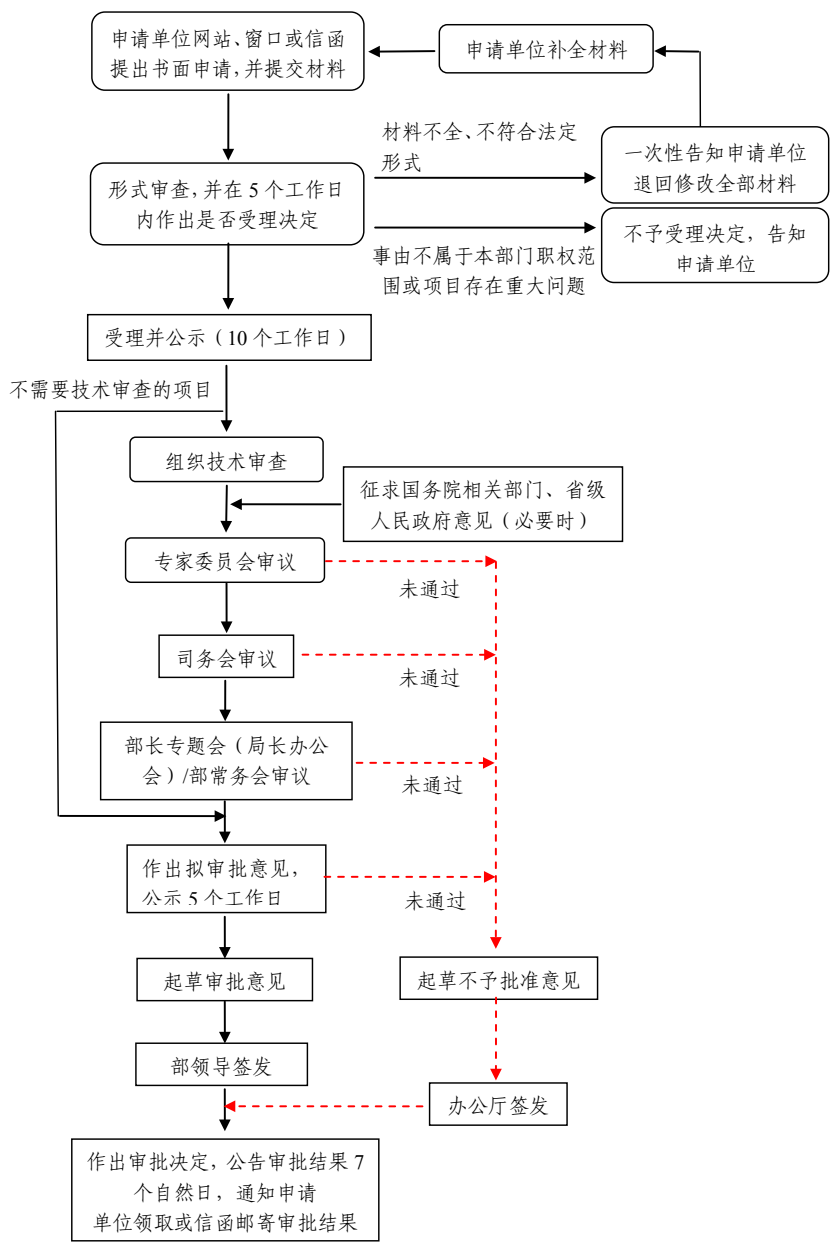 申请单位网站、窗口或信函
提出书面申请,并提交材料
申请单位补全材料
材料不全、不符合法定
形式
一次性告知申请单位
退回修改全部材料
形式审查,并在 5 个工作日
内作出是否受理决定
不予受理决定，告知
申请单位
事由不属于本部门职权范
围或项目存在重大问题
受理并公示（10 个工作日）
不需要技术审查的项目
组织技术审查
征求国务院相关部门、省级
人民政府意见（必要时）
专家委员会审议
未通过
司务会审议
未通过
部长专题会（局长办公
会）/部常务会审议
未通过
作出拟审批意见，
公示 5 个工作日
未通过
起草审批意见
起草不予批准意见
部领导签发
办公厅签发
作出审批决定，公告审批结果 7
个自然日，通知申请
单位领取或信函邮寄审批结果